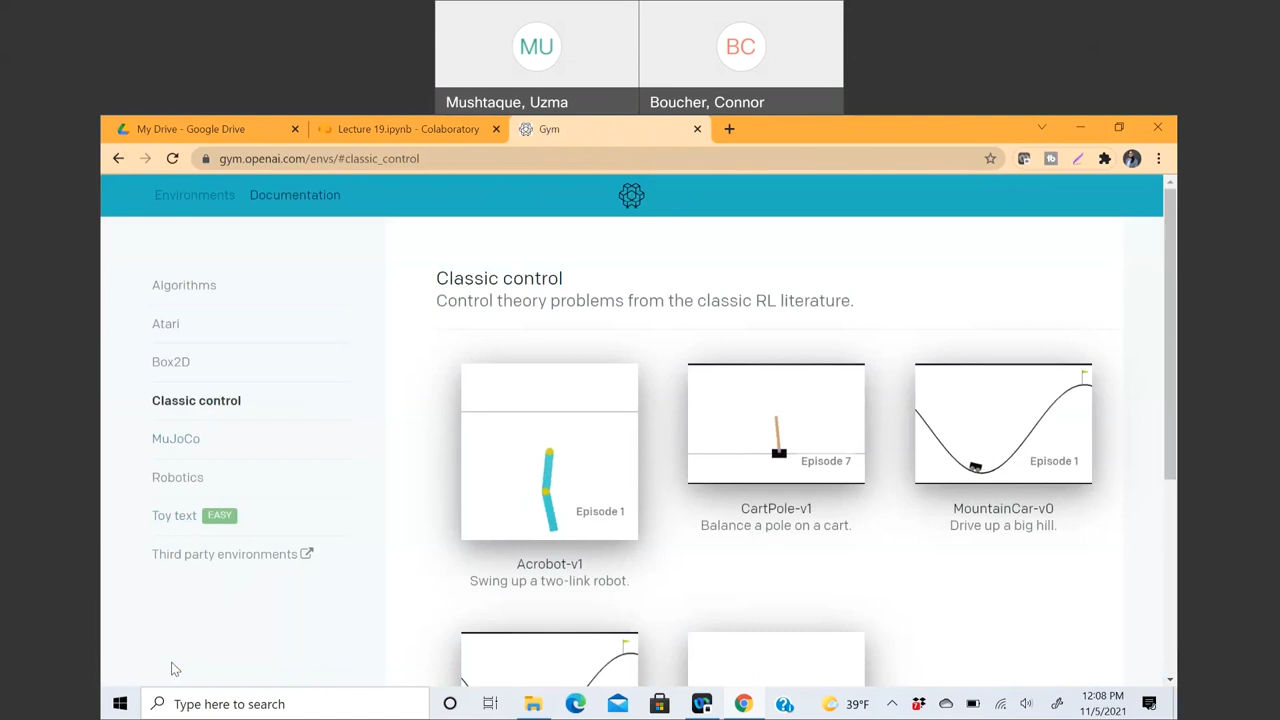 MU
BC
Mushtaque, Uzma
Boucher, Connor
My Drive - Google Drive
Lecture 19.ipynb - Colaboratory
Gym
gym.openai.com/envs/#classic_control
Environments
Documentation
Algorithms
Atari
Box2D
Classic control
MuJoCo
Robotics
Toy text EASY
Third party environments
Classic control
Control theory problems from the classic RL literature.
Episode 1
Acrobot-v1
Swing up a two-link robot.
Episode 7
CartPole-v1
Balance a pole on a cart.
Episode 1
MountainCar-v0
Drive up a big hill.
Type here to search
39°F
12:08 PM
11/5/2021